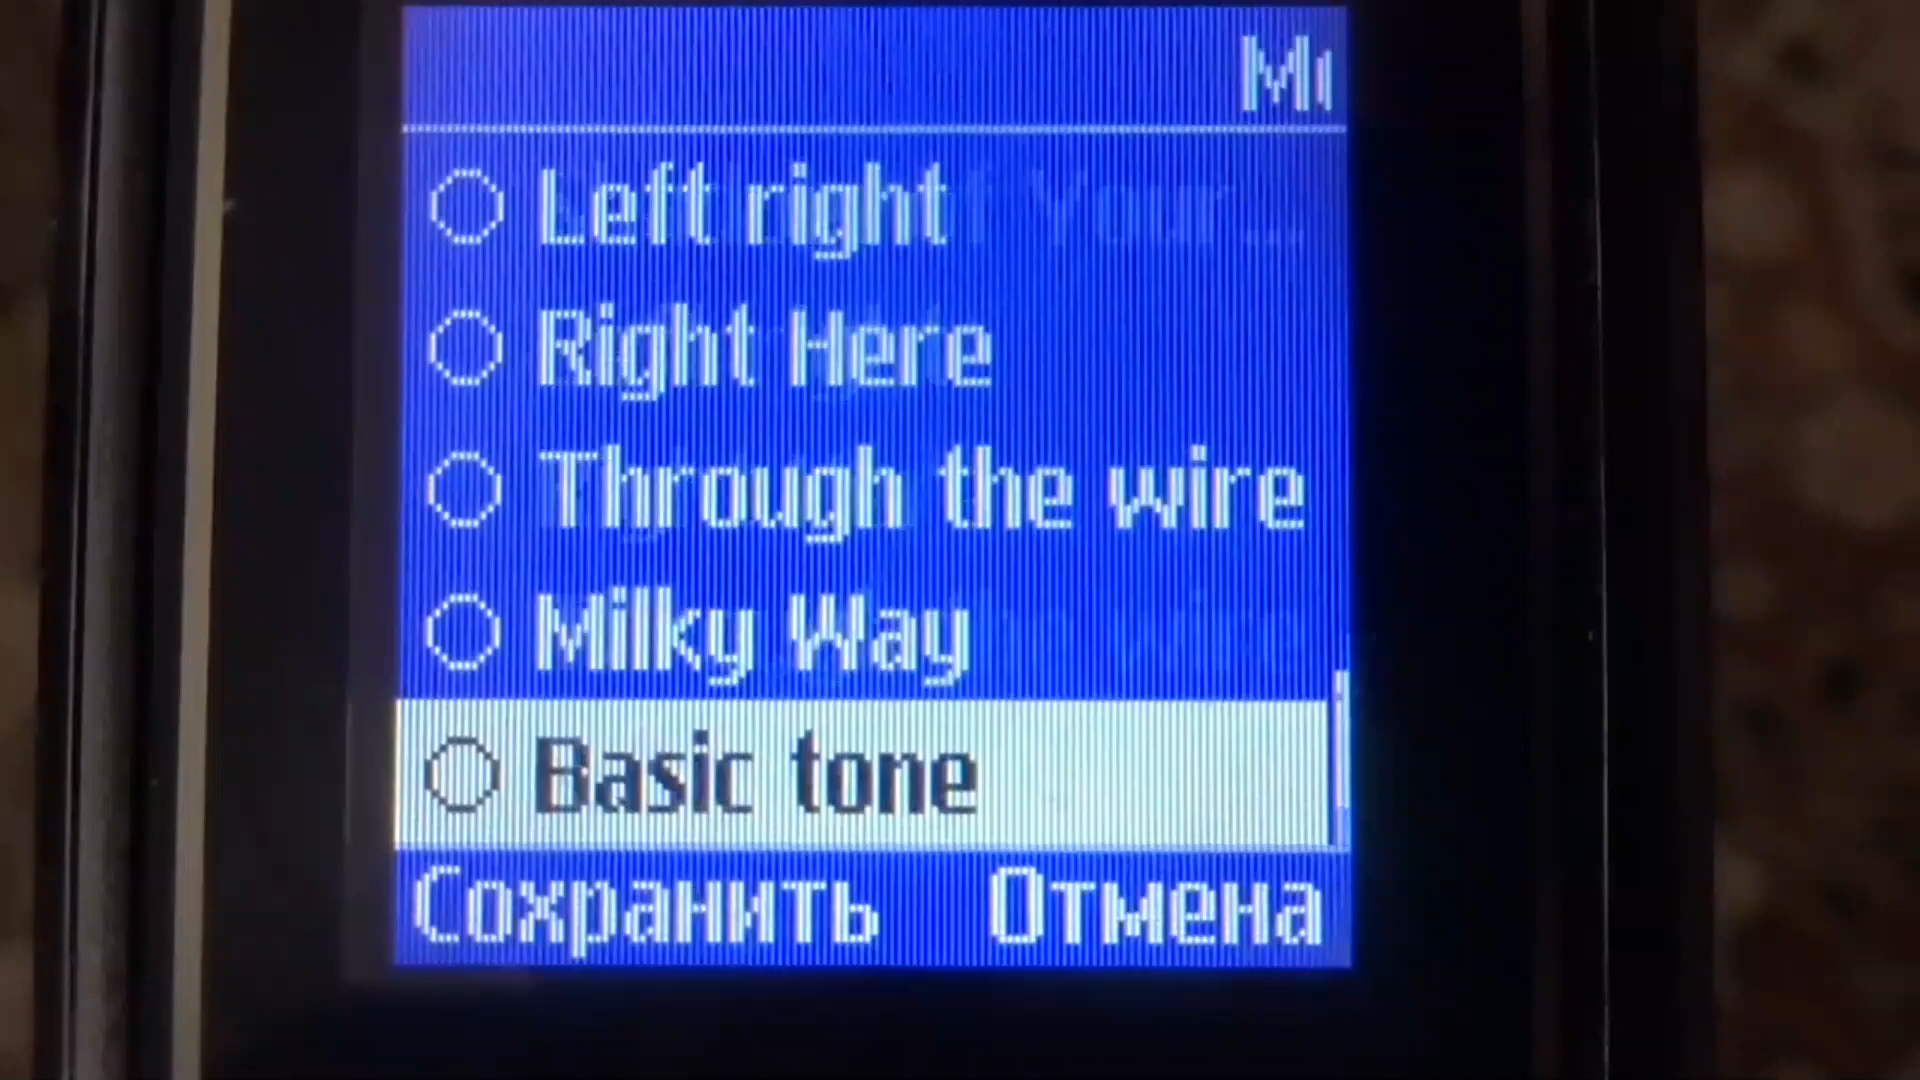 Left right
Right Here
Through the wire
Milky Way
Basic tone
Сохранить Отмена